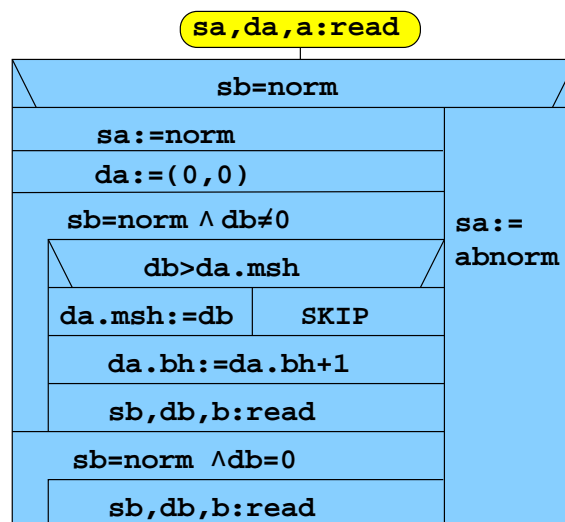 sa,da,a:read
sb=norm
sa:=norm
da:=(0,0)
sb=norm ∧ db≠0
sa:=
abnorm
db>da.msh
da.msh:=db
SKIP
da.bh:=da.bh+1
sb,db,b:read
sb=norm ∧db=0
sb,db,b:read